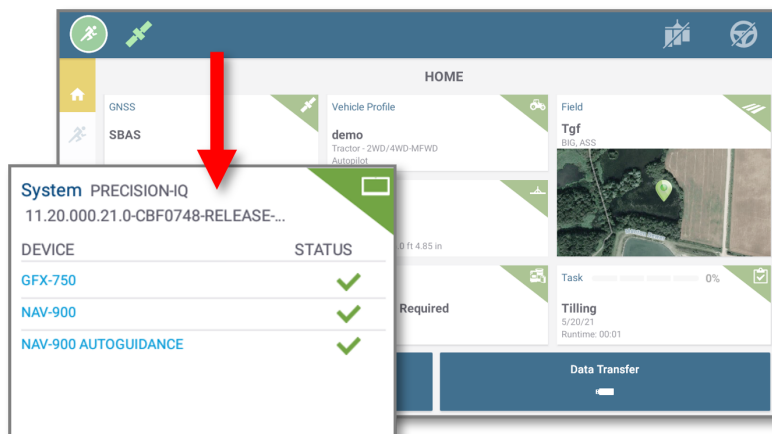 HOME
GNSS
SBAS
Vehicle Profile
demo
Tractor - 2WD/4WD-MFWD
Autopilot
Field
Tgf
BIG, ASS
System PRECISION-IQ
11.20.000.21.0-CBF0748-RELEASE-...
DEVICE STATUS
GFX-750
NAV-900
NAV-900 AUTOGUIDANCE
.0 ft 4.85 in
Required
Task 0%
Tilling
5/20/21
Runtime: 00:01
Data Transfer